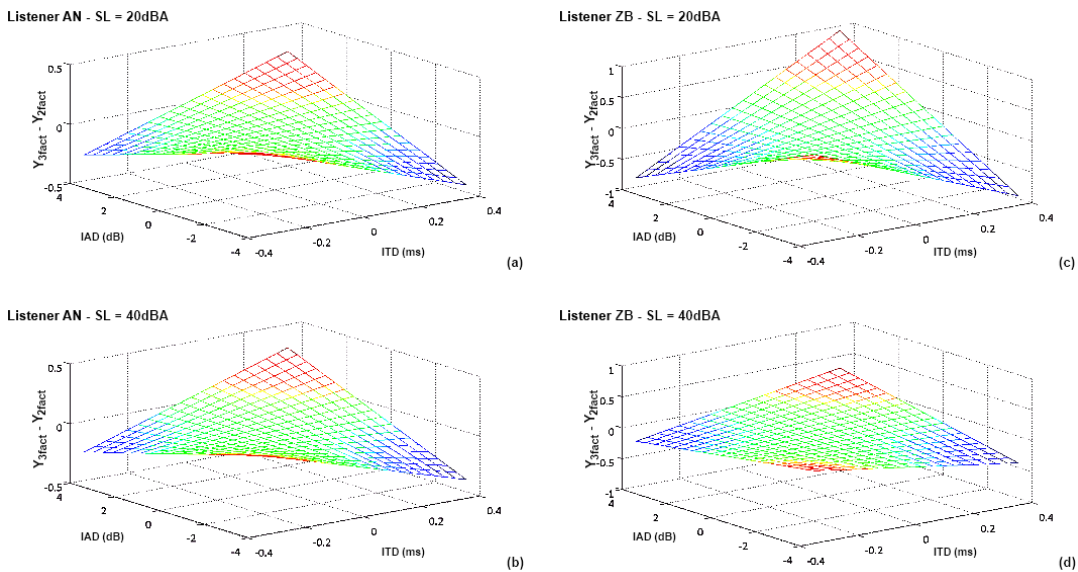 Listener AN - SL = 20dBA
0.5
0
-0.5
Y3fact - Y2fact
4
2
0
-2
-4
IAD (dB)
-0.4
-0.2
0
0.2
0.4
ITD (ms)
(a)
Listener ZB - SL = 20dBA
1
0.5
0
-0.5
-1
Y3fact - Y2fact
4
2
0
-2
-4
IAD (dB)
-0.4
-0.2
0
0.2
0.4
ITD (ms)
(c)
Listener AN - SL = 40dBA
0.5
0
-0.5
Y3fact - Y2fact
4
2
0
-2
-4
IAD (dB)
-0.4
-0.2
0
0.2
0.4
ITD (ms)
(b)
Listener ZB - SL = 40dBA
1
0.5
0
-0.5
-1
Y3fact - Y2fact
4
2
0
-2
-4
IAD (dB)
-0.4
-0.2
0
0.2
0.4
ITD (ms)
(d)